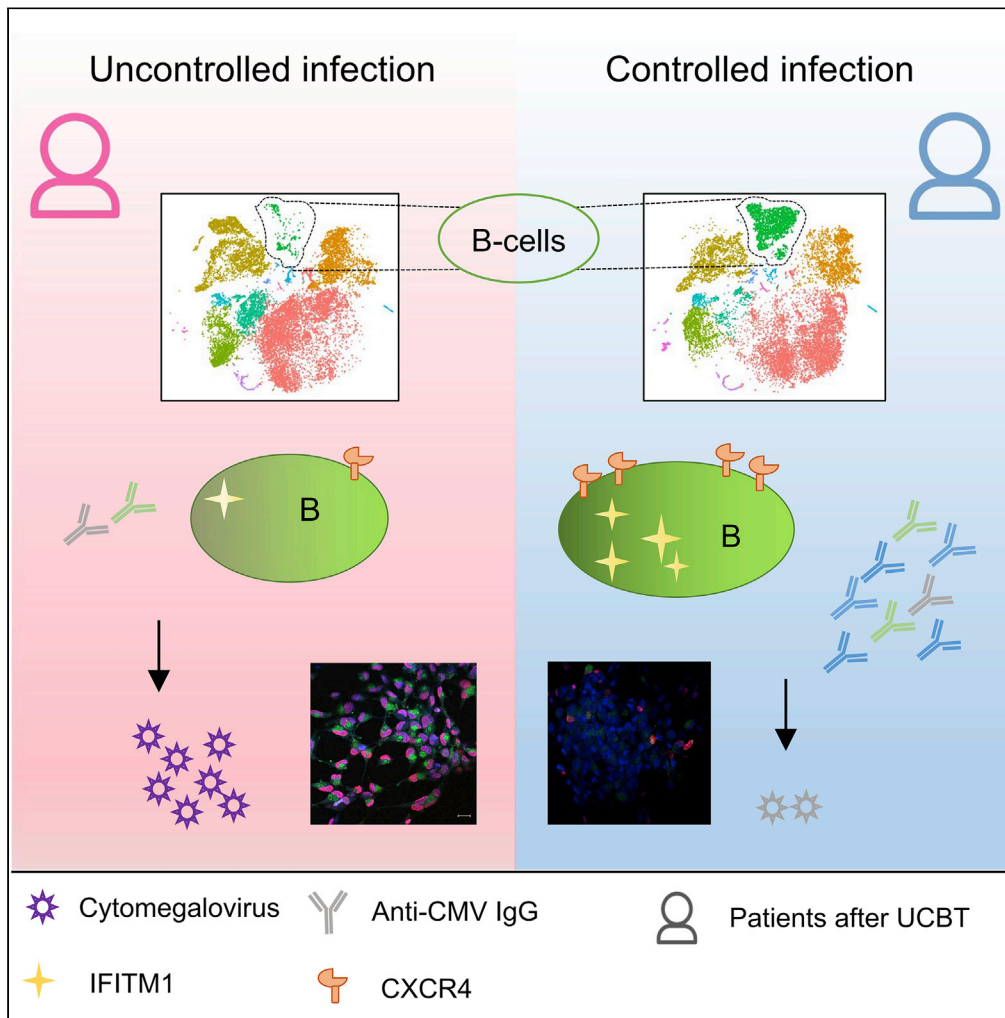 Uncontrolled infection
Controlled infection
B-cells
B
B
Cytomegalovirus
Anti-CMV IgG
Patients after UCBT
IFITM1
CXCR4